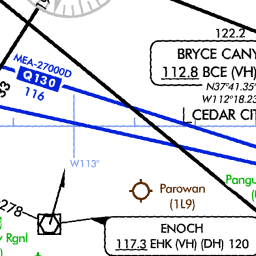 122.2
BRYCE CANY
112.8 BCE (VH)
N37°41.35'
W112°18.23
CEDAR CIT
MEA-27000D
Q130
116
33
W113°
Parowan
(1L9)
Pangu
278
Rgnl
ENOCH
117.3 EHK (VH) (DH) 120